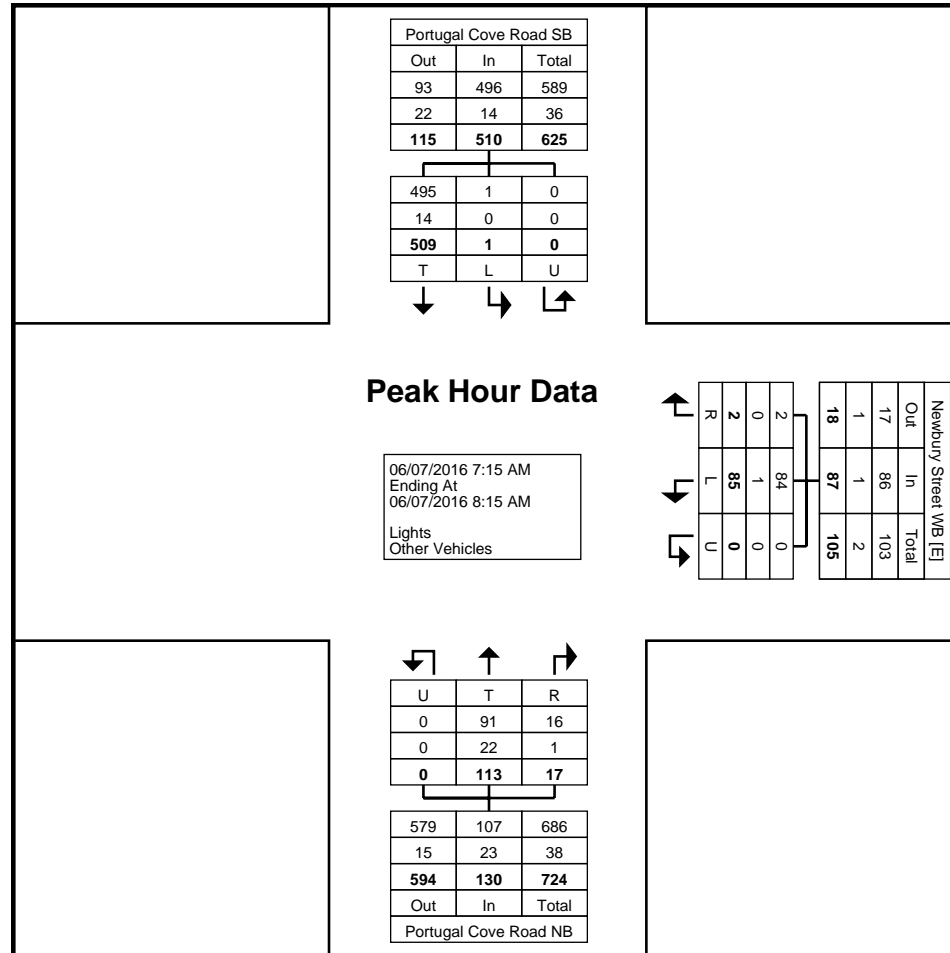 Portugal Cove Road SB
Out In Total
93 496 589
22 14 36
115 510 625
495 1 0
14 0 0
509 1 0
T L U
Peak Hour Data
06/07/2016 7:15 AM
Ending At
06/07/2016 8:15 AM
Lights
Other Vehicles
Newbury Street WB [E]
Out In Total
17 86 103
1 1 2
18 87 105
2 84 0
0 1 0
2 85 0
R L U
U T R
0 91 16
0 22 1
0 113 17
579 107 686
15 23 38
594 130 724
Out In Total
Portugal Cove Road NB